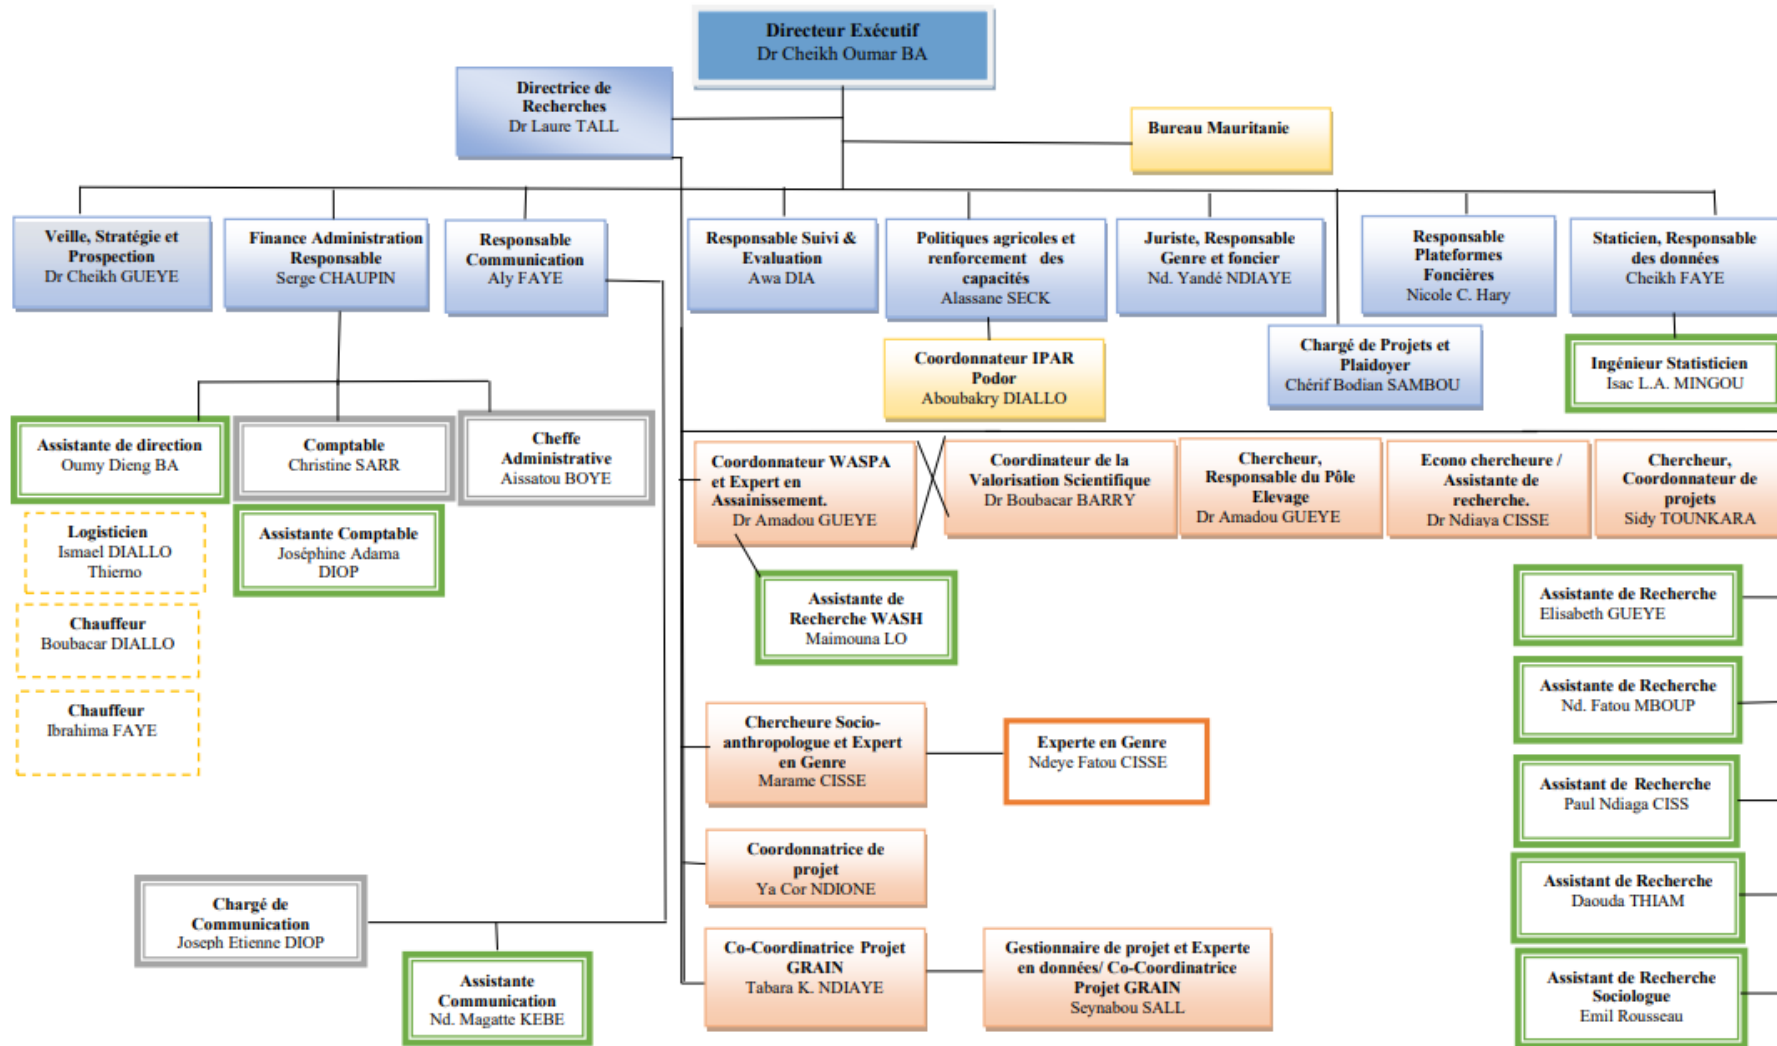 Directeur Exécutif
Dr Cheikh Oumar BA
Directrice de
Recherches
Dr Laure TALL
Bureau Mauritanie
Veille, Stratégie et
Prospection
Dr Cheikh GUEYE
Finance Administration
Responsable
Serge CHAUPIN
Responsable
Communication
Aly FAYE
Responsable Suivi &
Evaluation
Awa DIA
Politiques agricoles et
renforcement des
capacités
Alassane SECK
Juriste, Responsable
Genre et foncier
Nd. Yandé NDIAYE
Responsable
Plateformes
Foncières
Nicole C. Hary
Staticien, Responsable
des données
Cheikh FAYE
Coordonnateur IPAR
Podor
Aboubakry DIALLO
Chargé de Projets et
Plaidoyer
Chérif Bodian SAMBOU
Ingénieur Statisticien
Isac L.A. MINGOU
Assistante de direction
Oumy Dieng BA
Comptable
Christine SARR
Cheffe
Administrative
Aissatou BOYE
Coordonnateur WASPA
et Expert en
Assainissement.
Dr Amadou GUEYE
Coordinateur de la
Valorisation Scientifique
Dr Boubacar BARRY
Chercheur,
Responsable du Pôle
Elevage
Dr Amadou GUEYE
Econo chercheure /
Assistante de
recherche.
Dr Ndiaya CISSE
Chercheur,
Coordonnateur de
projets
Sidy TOUNKARA
Logisticien
Ismael DIALLO
Thierno
Assistante Comptable
Joséphine Adama
DIOP
Chauffeur
Boubacar DIALLO
Chauffeur
Ibrahima FAYE
Assistante de
Recherche WASH
Maimouna LO
Assistante de Recherche
Elisabeth GUEYE
Assistante de Recherche
Nd. Fatou MBOUP
Chercheure Socio-
anthropologue et Expert
en Genre
Marame CISSE
Experte en Genre
Ndeye Fatou CISSE
Assistant de Recherche
Paul Ndiaga CISS
Coordonnatrice de
projet
Ya Cor NDIONE
Assistant de Recherche
Daouda THIAM
Chargé de
Communication
Joseph Etienne DIOP
Assistante
Communication
Nd. Magatte KEBE
Co-Coordinatrice Projet
GRAIN
Tabara K. NDIAYE
Gestionnaire de projet et Experte
en données/ Co-Coordinatrice
Projet GRAIN
Seynabou SALL
Assistant de Recherche
Sociologue
Emil Rousseau